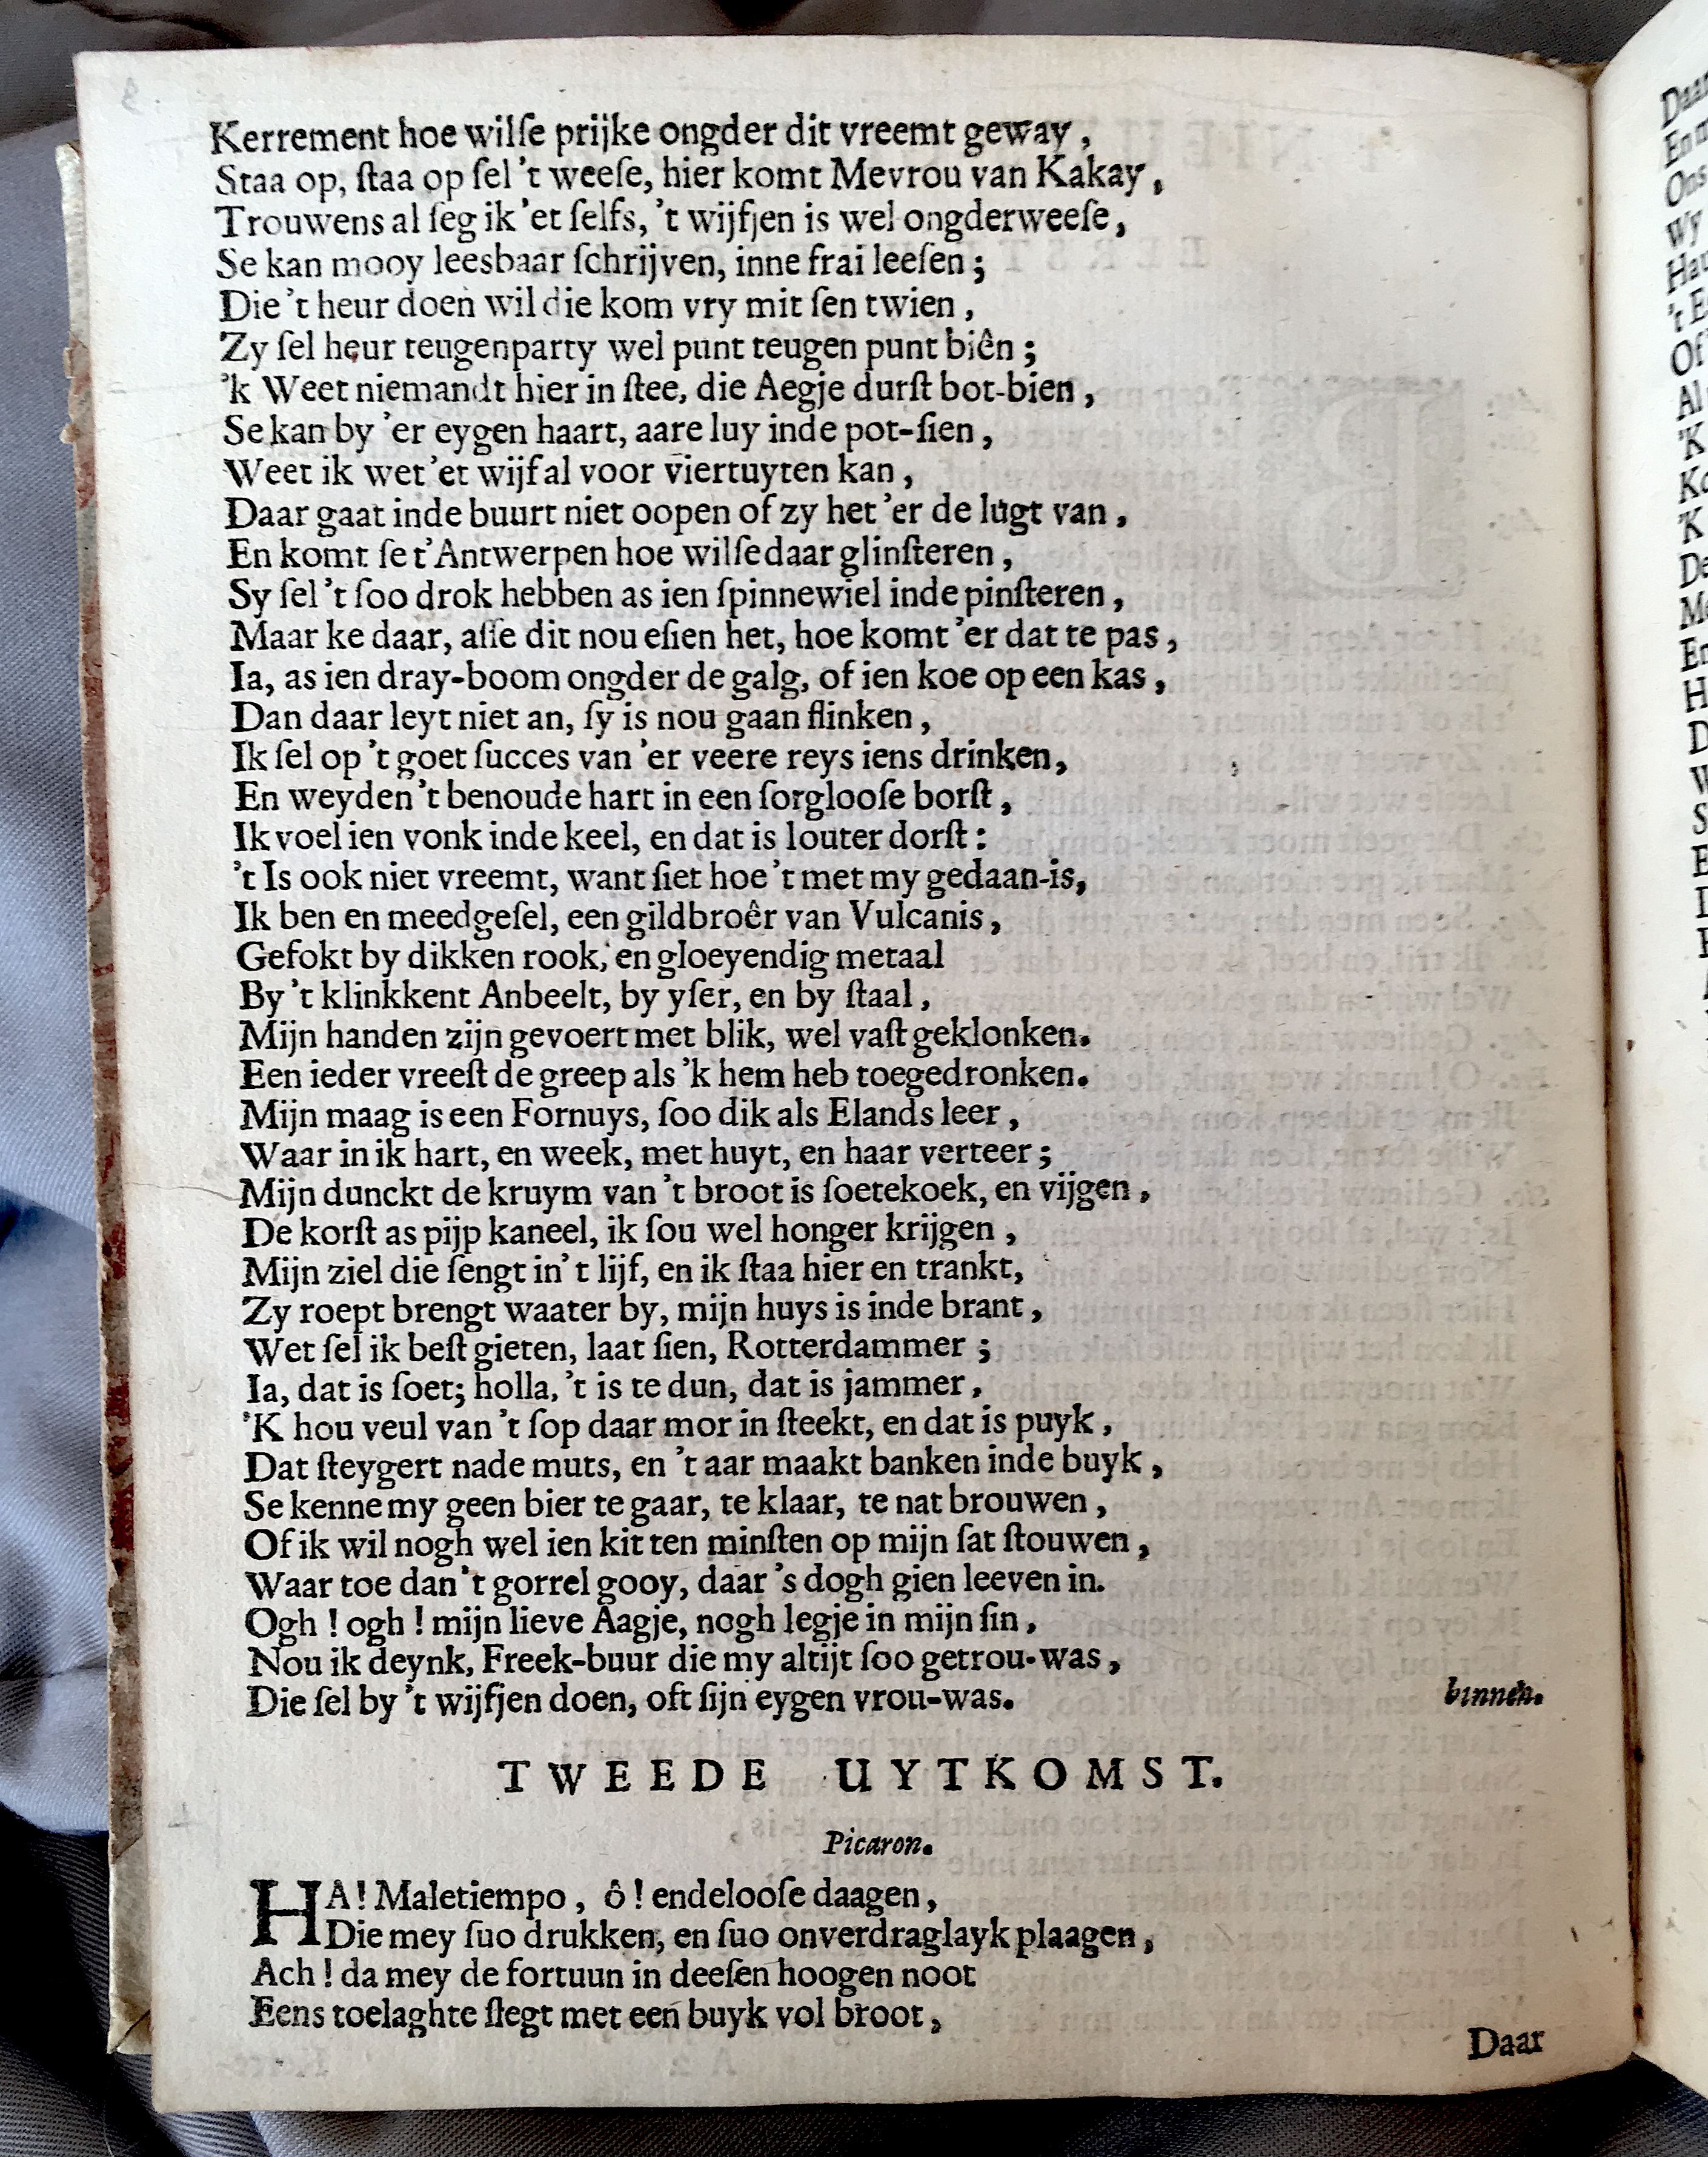 Kerrement hoe wilſe prijke ongder dit vreemt geway,
Staa op, ſtaa op ſel 't weeſe, hier komt Mevrou van Kakay,
Trouwens al ſeg ik 'et ſelfs, 't wijfjen is wel ongderweeſe,
Se kan mooy leesbaar ſchrijven, inne frai leeſen;
Die 't heur doen wil die kom vry mit ſen twien,
Zy ſel heur teugenparty wel punt teugen punt biên;
'k Weet niemandt hier in ſtee, die Aegje durſt bot-bien,
Se kan by 'er eygen haart, aare luy inde pot-ſien,
Weet ik wet 'et wijf al voor viertuyten kan,
Daar gaat inde buurt niet oopen of zy het 'er de lugt van,
En komt ſe t'Antwerpen hoe wilſe daar glinſteren,
Sy ſel 't ſoo drok hebben as ien ſpinnewiel inde pinſteren,
Maar ke daar, aſſe dit nou eſien het, hoe komt 'er dat te pas,
Ia, as ien dray-boom ongder de galg, of ien koe op een kas,
Dan daar leyt niet an, ſy is nou gaan ſlinken,
Ik ſel op 't goet ſucces van 'er veere reys iens drinken,
En weyden 't benoude hart in een ſorglooſe borſt,
Ik voel ien vonk inde keel, en dat is louter dorſt:
't Is ook niet vreemt, want ſiet hoe 't met my gedaan-is,
Ik ben en meedgeſel, een gildbroêr van Vulcanis,
Gefokt by dikken rook, en gloeyendig metaal
By 't klinkkent Anbeelt, by yſer, en by ſtaal,
Mijn handen zijn gevoert met blik, wel vaſt geklonken.
Een ieder vreeſt de greep als 'k hem heb toegedronken.
Mijn maag is een Fornuys, ſoo dik als Elands leer,
Waar in ik hart, en week, met huyt, en haar verteer;
Mijn dunckt de kruym van 't broot is ſoetekoek, en vijgen,
De korſt as pijp kaneel, ik ſou wel honger krijgen,
Mijn ziel die ſengt in 't lijf, en ik ſtaa hier en trankt,
Zy roept brengt waater by, mijn huys is inde brant,
Wet ſel ik beſt gieten, laat ſien, Rotterdammer;
Ia, dat is ſoet; holla, 't is te dun, dat is jammer,
'K hou veul van 't ſop daar mor in ſteekt, en dat is puyk,
Dat ſteygert nade muts, en 't aar maakt banken inde buyk,
Se kenne my geen bier te gaar, te klaar, te nat brouwen,
Of ik wil nogh wel ien kit ten minſten op mijn ſat ſtouwen,
Waar toe dan 't gorrel gooy, daar 's dogh gien leeven in.
Ogh! ogh! mijn lieve Aagje, nogh legje in mijn ſin,
Nou ik deynk, Freek-buur die my altijt ſoo getrou-was,
Die ſel by 't wijfjen doen, oft ſijn eygen vrou-was. binnen.
TWEEDE UYTKOMST.
Picaron.
HA! Maletiempo, ô! endelooſe daagen,
Die mey ſuo drukken, en ſuo onverdraglayk plaagen,
Ach! da mey de fortuun in deeſen hoogen noot
Eens toelaghte ſlegt met een buyk vol broot,
Daar